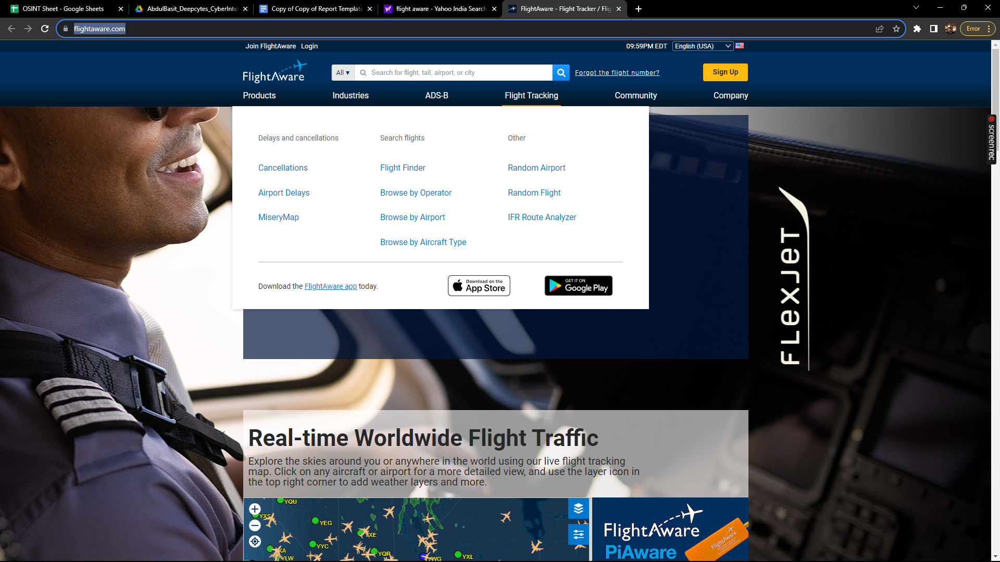 OSINT Sheet - Google Sheets
AbdulBasit_Deepcytes_CyberInte
Copy of Copy of Report Template
flight aware - Yahoo India Search
FlightAware - Flight Tracker / Flig
flightaware.com
Error
Join FlightAware Login
09:59PM EDT
English (USA)
FlightAware
All ▾
Search for flight, tail, airport, or city
Forgot the flight number?
Sign Up
Products
Industries
ADS-B
Flight Tracking
Community
Company
screenrec
Delays and cancellations
Cancellations
Airport Delays
MiseryMap
Search flights
Flight Finder
Browse by Operator
Browse by Airport
Browse by Aircraft Type
Other
Random Airport
Random Flight
IFR Route Analyzer
Download the FlightAware app today.
Download on the
App Store
GET IT ON
Google Play
FLEXJET
Real-time Worldwide Flight Traffic
Explore the skies around you or anywhere in the world using our live flight tracking
map. Click on any aircraft or airport for a more detailed view, and use the layer icon in
the top right corner to add weather layers and more.
YQU
YXS
YEG
YXE
YYC
KA
YLW
YQR
WG
YXL
FlightAware
PiAware
FlightAware